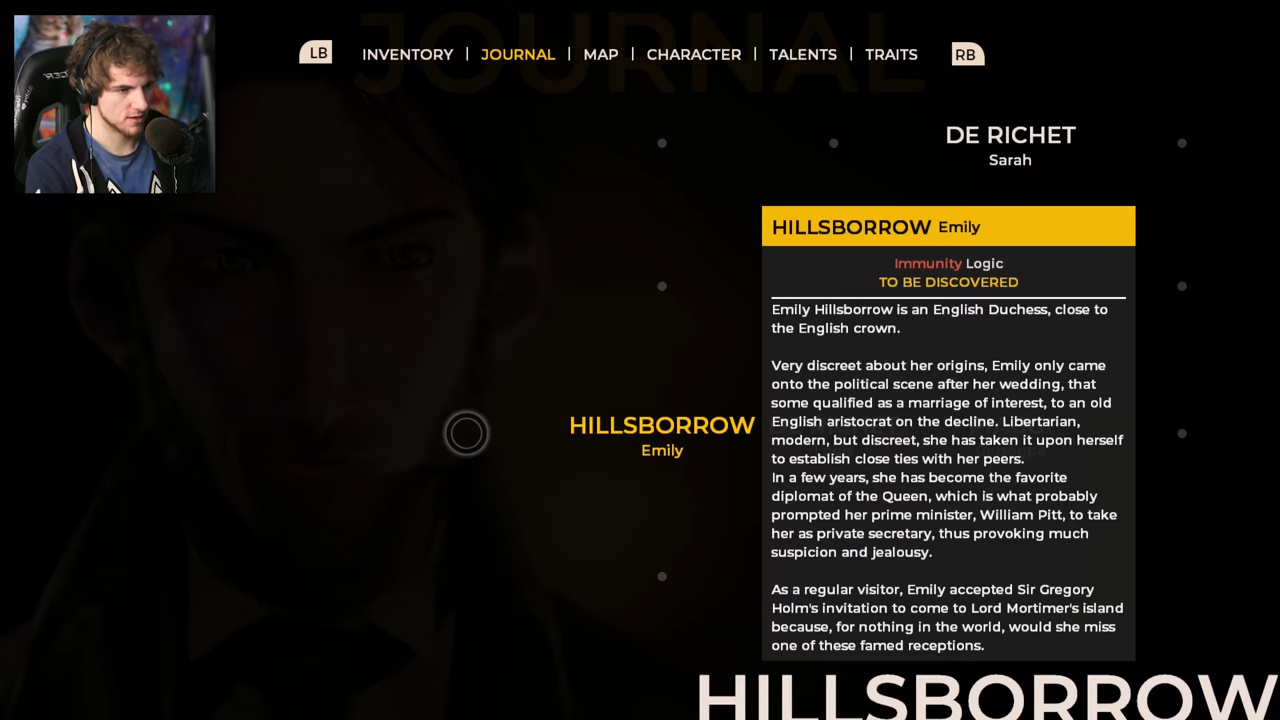 JOURNAL
LB
INVENTORY | JOURNAL | MAP | CHARACTER | TALENTS | TRAITS
RB
DE RICHET
Sarah
HILLSBORROW Emily
Immunity Logic
TO BE DISCOVERED
Emily Hillsborrow is an English Duchess, close to
the English crown.
Very discreet about her origins, Emily only came
onto the political scene after her wedding, that
some qualified as a marriage of interest, to an old
English aristocrat on the decline. Libertarian,
modern, but discreet, she has taken it upon herself
to establish close ties with her peers.
In a few years, she has become the favorite
diplomat of the Queen, which is what probably
prompted her prime minister, William Pitt, to take
her as private secretary, thus provoking much
suspicion and jealousy.
As a regular visitor, Emily accepted Sir Gregory
Holm's invitation to come to Lord Mortimer's island
because, for nothing in the world, would she miss
one of these famed receptions.
HILLSBORROW
Emily
HILLSBORROW